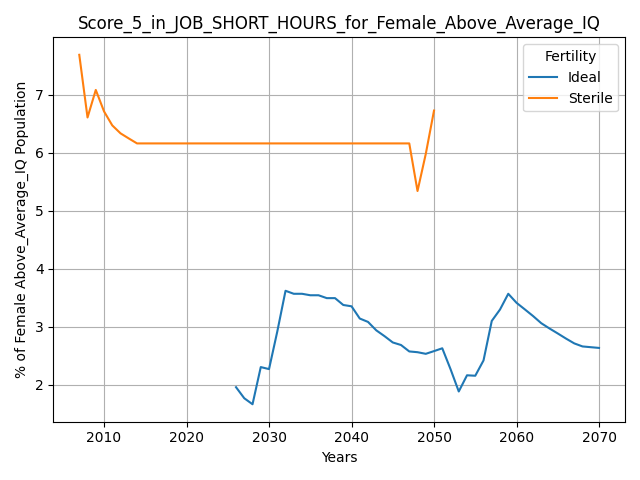 Score_5_in_JOB_SHORT_HOURS_for_Female_Above_Average_IQ
% of Female Above_Average_IQ Population
Fertility
Ideal
Sterile
7
6
5
4
3
2
2010 2020 2030 2040 2050 2060 2070
Years